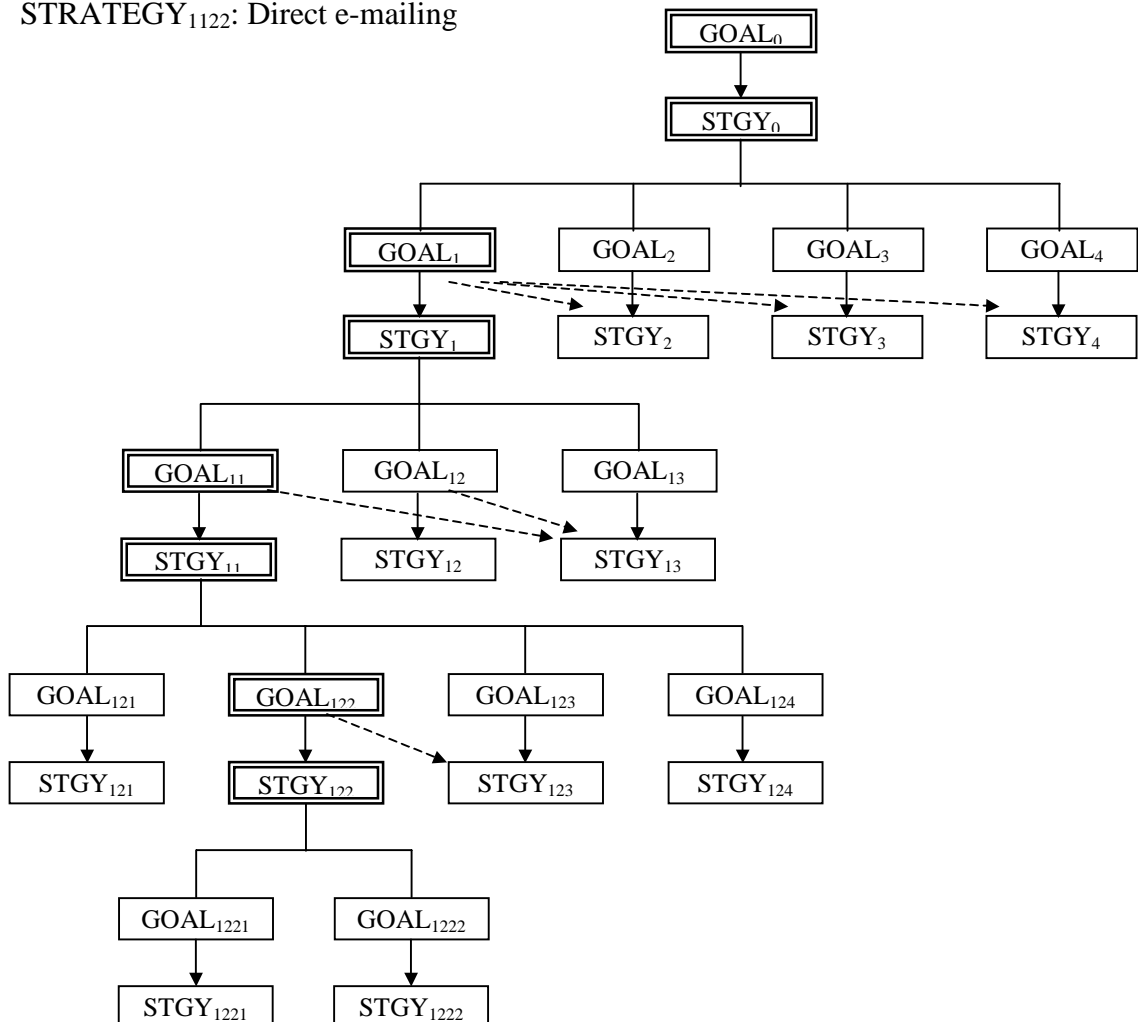 STRATEGY₁₁₂₂: Direct e-mailing
GOAL₀
STGY₀
GOAL₁ GOAL₂ GOAL₃ GOAL₄
STGY₁ STGY₂ STGY₃ STGY₄
GOAL₁₁ GOAL₁₂ GOAL₁₃
STGY₁₁ STGY₁₂ STGY₁₃
GOAL₁₂₁ GOAL₁₂₂ GOAL₁₂₃ GOAL₁₂₄
STGY₁₂₁ STGY₁₂₂ STGY₁₂₃ STGY₁₂₄
GOAL₁₂₂₁ GOAL₁₂₂₂
STGY₁₂₂₁ STGY₁₂₂₂